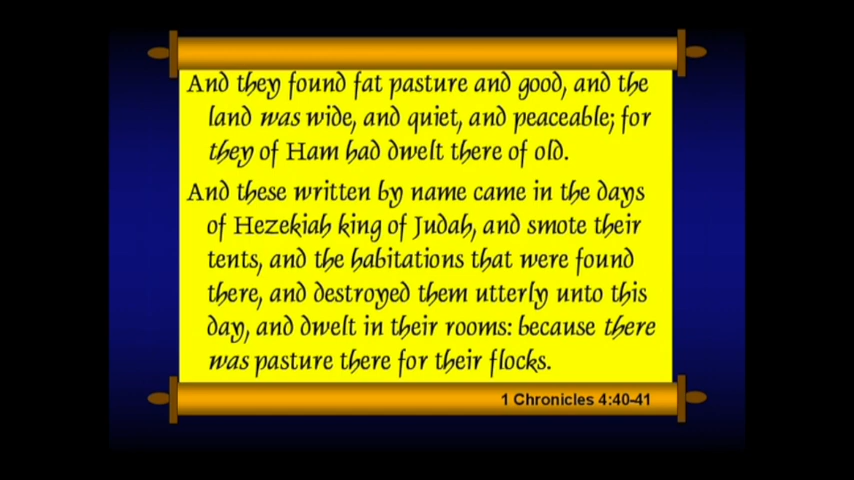 And they found fat pasture and good, and the
land was wide, and quiet, and peaceable; for
they of Ham had dwelt there of old.
And these written by name came in the days
of Hezekiah king of Judah, and smote their
tents, and the habitations that were found
there, and destroyed them utterly unto this
day, and dwelt in their rooms: because there
was pasture there for their flocks.
1 Chronicles 4:40-41